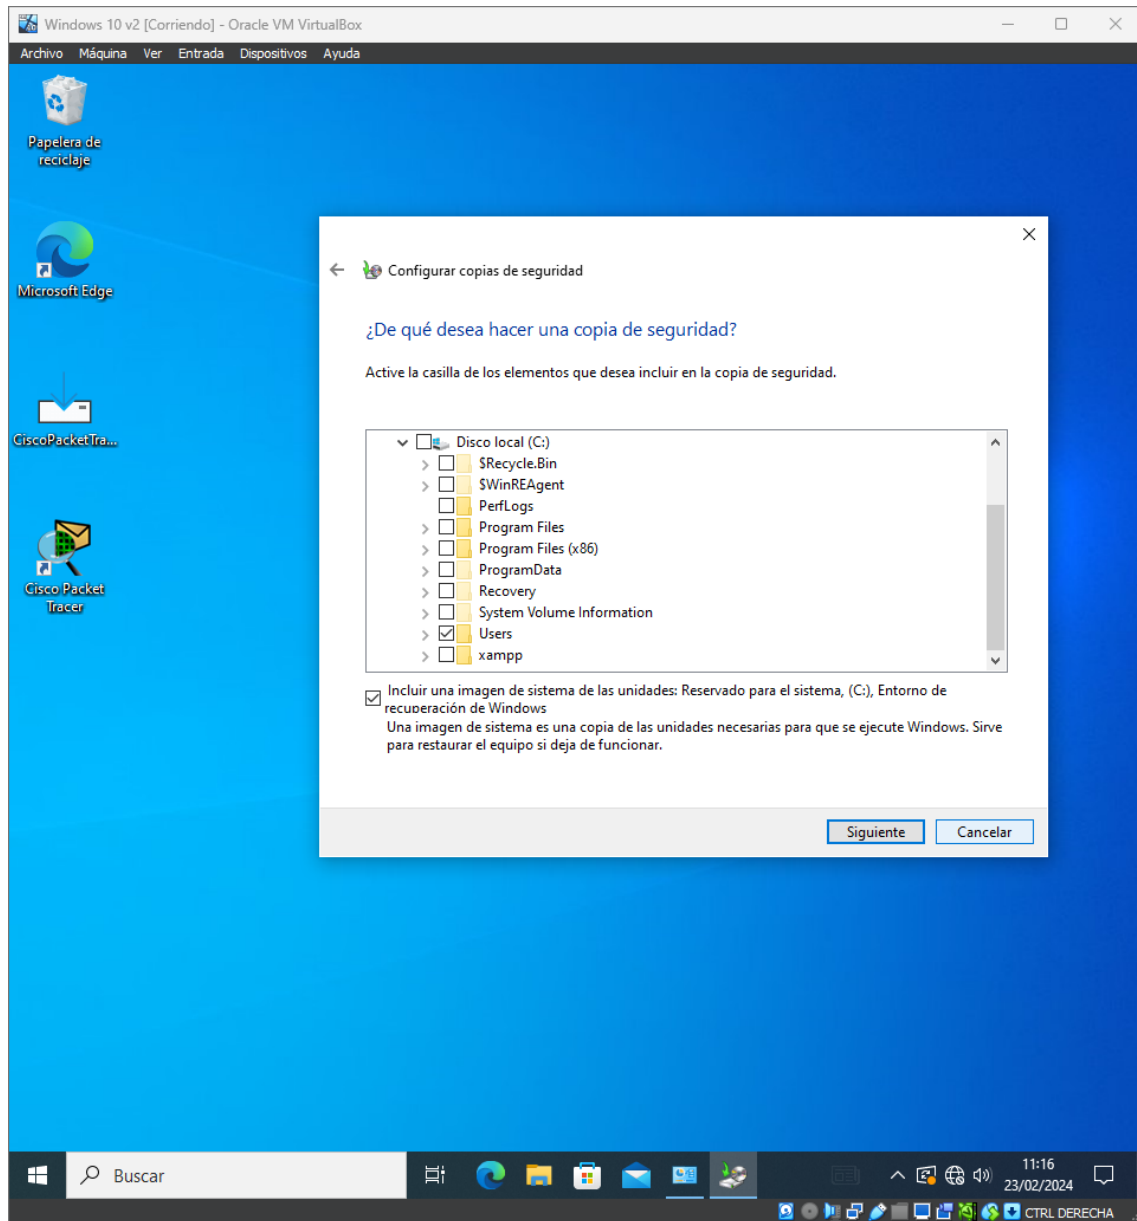 Windows 10 v2 [Corriendo] - Oracle VM VirtualBox
Archivo Máquina Ver Entrada Dispositivos Ayuda
Papelera de
reciclaje
Microsoft Edge
CiscoPacketTra...
Cisco Packet
Tracer
Configurar copias de seguridad
¿De qué desea hacer una copia de seguridad?
Active la casilla de los elementos que desea incluir en la copia de seguridad.
Disco local (C:)
$Recycle.Bin
$WinREAgent
PerfLogs
Program Files
Program Files (x86)
ProgramData
Recovery
System Volume Information
Users
xampp
Incluir una imagen de sistema de las unidades: Reservado para el sistema, (C:), Entorno de
recuperación de Windows
Una imagen de sistema es una copia de las unidades necesarias para que se ejecute Windows. Sirve
para restaurar el equipo si deja de funcionar.
Siguiente Cancelar
Buscar
11:16
23/02/2024
CTRL DERECHA